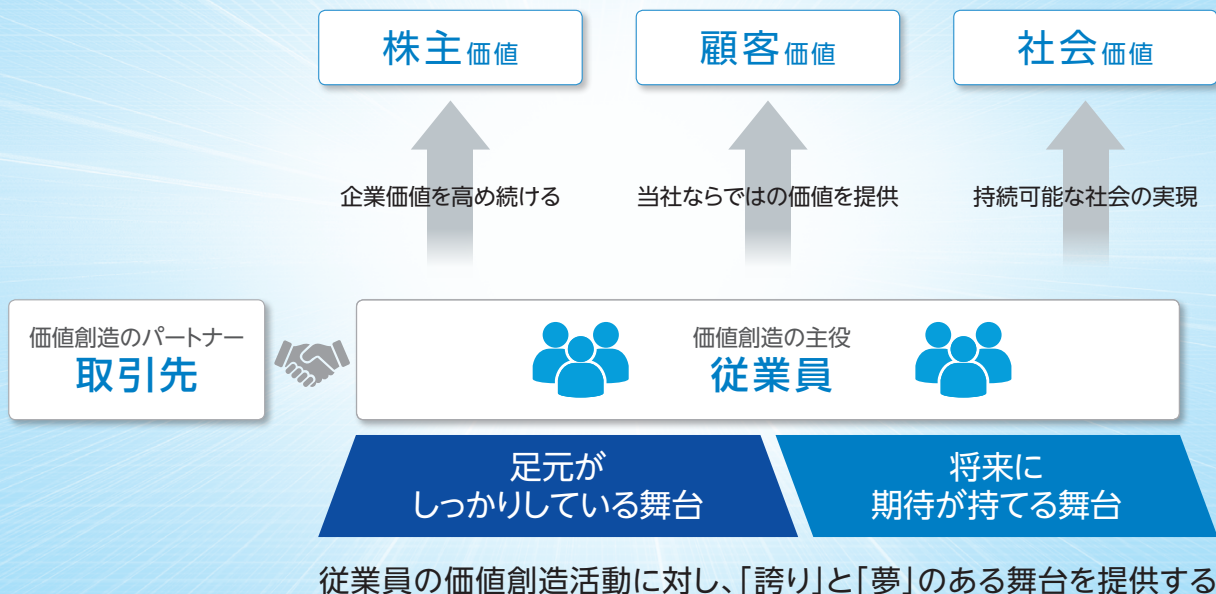 株主価値
顧客価値
社会価値
企業価値を高め続ける
当社ならではの価値を提供
持続可能な社会の実現
価値創造のパートナー
取引先
価値創造の主役
従業員
足元が
しっかりしている舞台
将来に
期待が持てる舞台
従業員の価値創造活動に対し、「誇り」と「夢」のある舞台を提供する